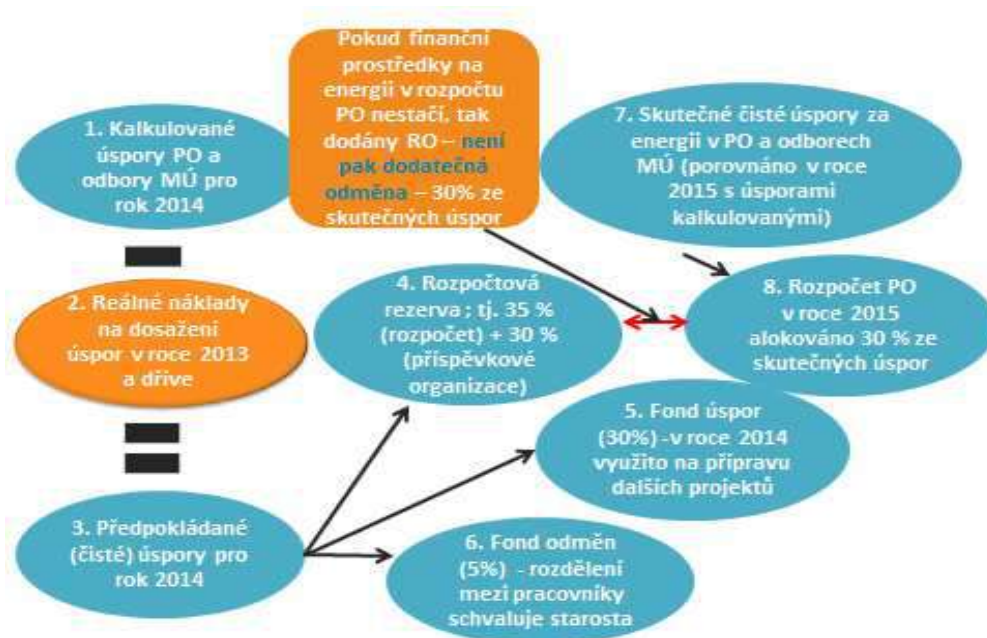 Pokud finanční
prostředky na
energii v rozpočtu
PO nestačí, tak
dodány RO – není
pak dodatečná
odměna – 30% ze
skutečných úspor
1. Kalkulované
úspory PO a
odbory MÚ pro
rok 2014
7. Skutečné čisté úspory za
energii v PO a odborech
MÚ (porovnáno v roce
2015 s úsporami
kalkulovanými)
2. Reálné náklady
na dosažení
úspor v roce 2013
a dříve
4. Rozpočtová
rezerva ; tj. 35 %
(rozpočet) + 30 %
(příspěvkové
organizace)
8. Rozpočet PO
v roce 2015
alokováno 30 % ze
skutečných úspor
5. Fond úspor
(30%) -v roce 2014
využito na přípravu
dalších projektů
3. Předpokládané
(čisté) úspory pro
rok 2014
6. Fond odměn
(5%) - rozdělení
mezi pracovníky
schvaluje starosta